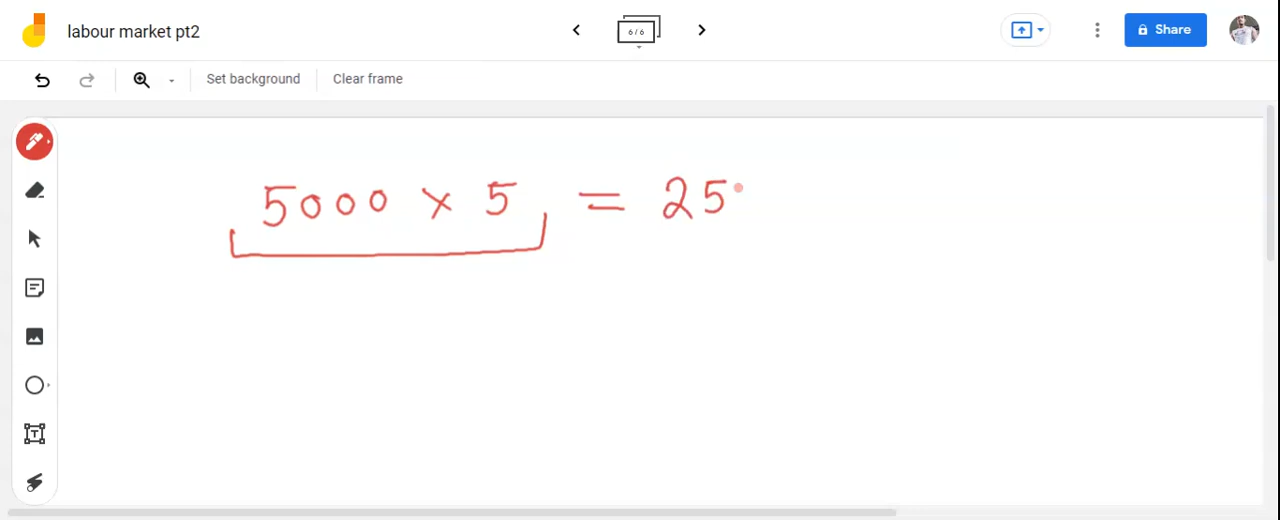 labour market pt2
6 / 6
Share
Set background
Clear frame
5000 × 5 = 25
T